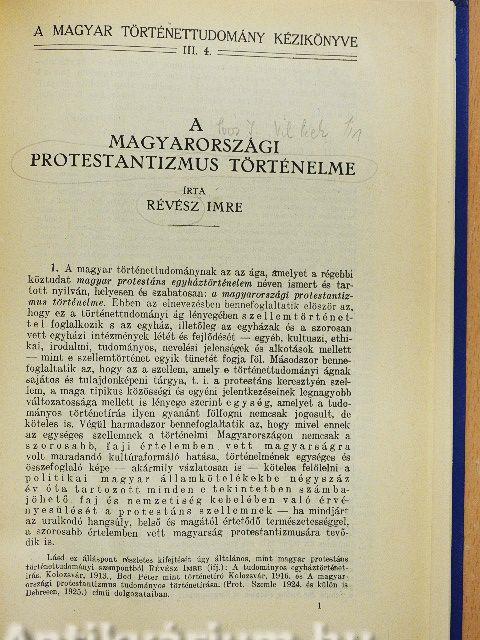 A MAGYAR TÖRTÉNETTUDOMÁNY KÉZIKÖNYVE
III. 4.
A
MAGYARORSZÁGI
PROTESTANTIZMUS TÖRTÉNELME
ÍRTA
RÉVÉSZ IMRE
1. A magyar történettudománynak az az ága, amelyet a régebbi
köztudat magyar protestáns egyháztörténelem néven ismert és tar-
tott nyilván, helyesen és szabatosan: a magyarországi protestantiz-
mus történelme. Ebben az elnevezésben bennefoglaltatik először az,
hogy ez a történettudományi ág lényegében szellemtörténet-
tel foglalkozik s az egyház, illetőleg az egyházak és a szorosan
vett egyházi intézmények létét és fejlődését — egyéb, kultuszi, ethi-
kai, irodalmi, tudományos, nevelési jelenségek és alkotások mellett
— mint e szellemtörténet egyik tünetét fogja föl. Másodszor benne-
foglaltatik az, hogy az a szellem, amely e történettudományi ágnak
sajátos és tulajdonképeni tárgya, t. i. a protestáns keresztyén szel-
lem, a maga tipikus közösségi és egyéni jelentkezéseinek legnagyobb
változatossága mellett is lényege szerint egység, amelyet a tudo-
mányos történetírás ilyen gyanánt fölfogni nemcsak jogosult, de
köteles is. Végül harmadszor bennefoglaltatik az, hogy mivel ennek
az egységes szellemnek a történelmi Magyarországon nemcsak a
szorosabb, faji értelemben vett magyarságra
volt maradandó kultúraformáló hatása, történelmének egységes és
összefoglaló képe — akármily vázlatosan is — köteles felölelni a
politikai magyar államkötelékekbe négyszáz
év óta tartozott minden e tekintetben számba-
jöhető faj és nemzetiség kebelében való érvé-
nyesülését a protestáns szellemnek — ha mindjárt
az uralkodó hangsúly, belső és magától értetődő természetességgel,
a szorosabb értelemben vett magyarság protestantizmusára tevő-
dik is.
Lásd ez álláspont részletes kifejtését úgy általános, mint magyar protestáns
történettudományi szempontból RÉVÉSZ IMRE (ifj.): A tudományos egyháztörténet-
írás. Kolozsvár, 1913., Bod Péter mint történetíró Kolozsvár, 1916. és A magyar-
országi protestantizmus tudományos történetírása. (Prot. Szemle 1924. és külön is
Debrecen, 1925.) című dolgozataiban.
1